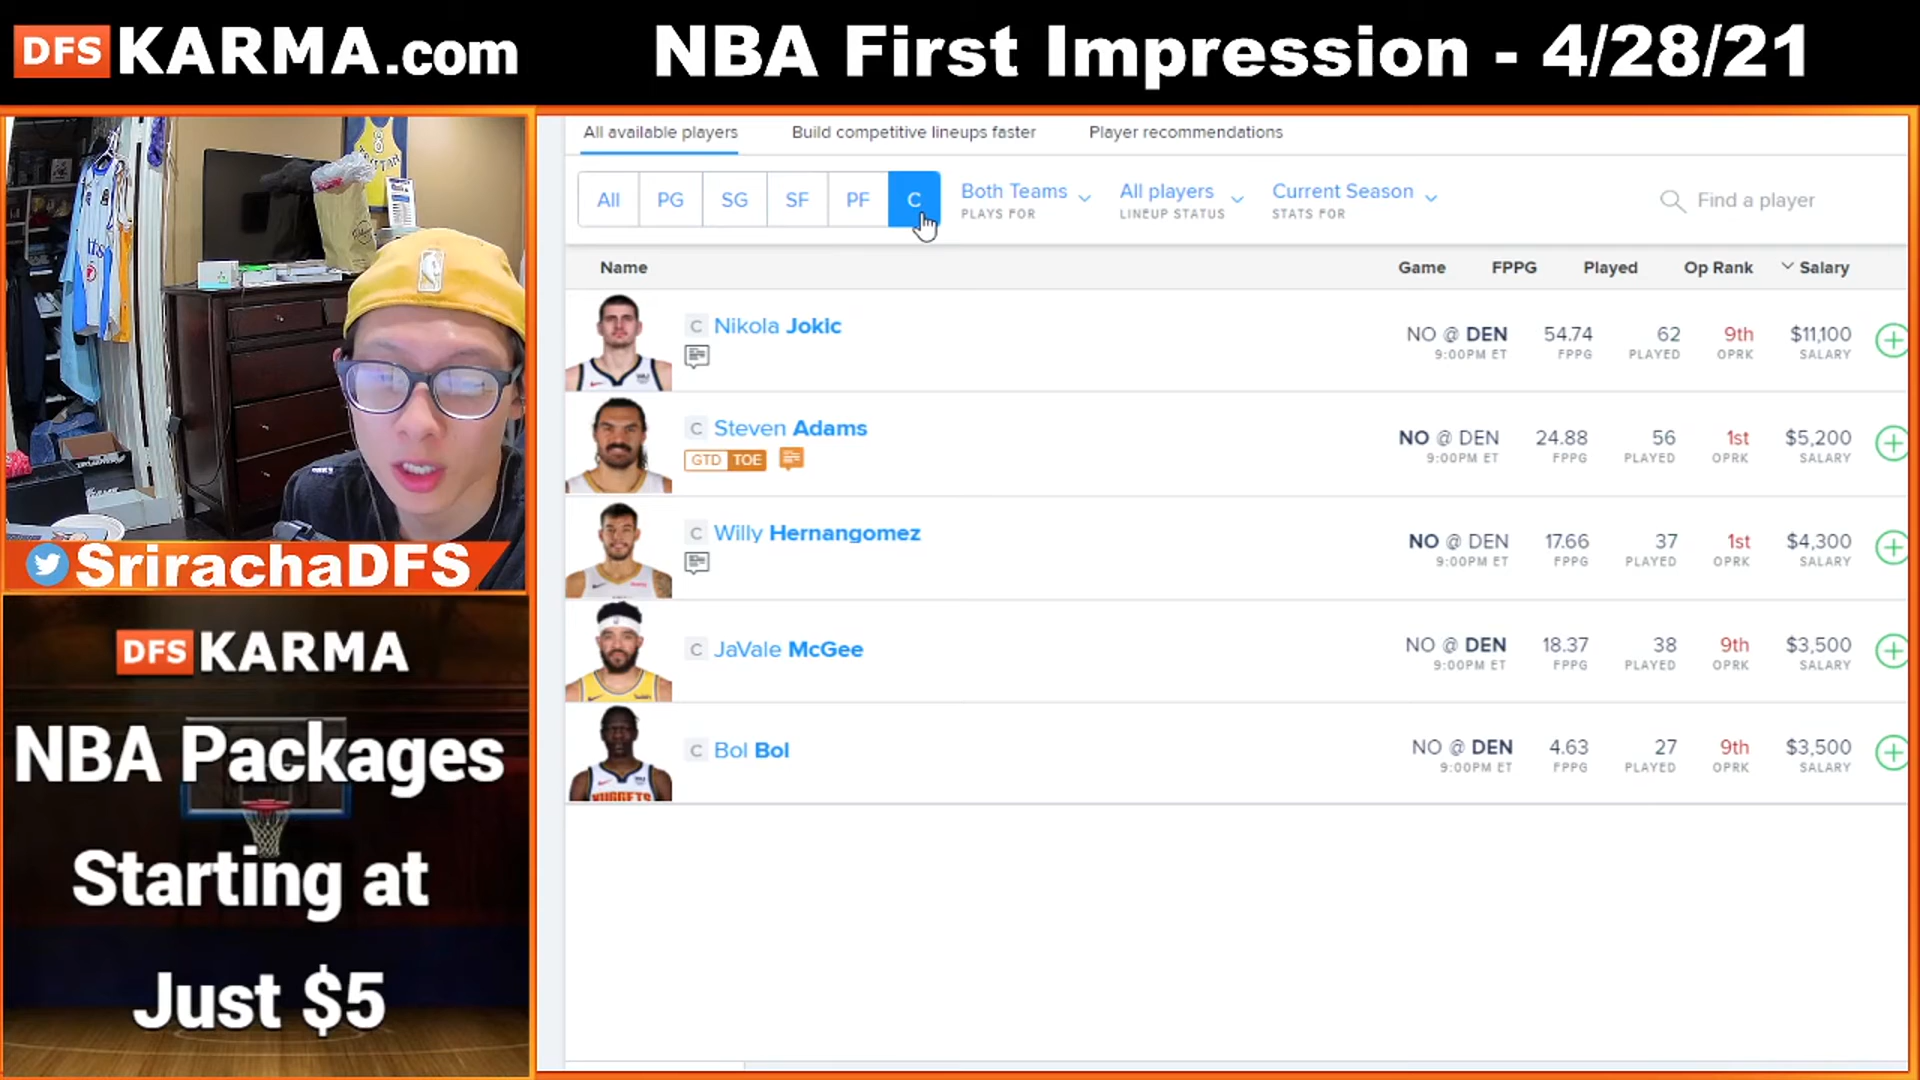 DFS KARMA.com
NBA First Impression - 4/28/21
All available players
Build competitive lineups faster
Player recommendations
All
PG
SG
SF
PF
C
Both Teams
PLAYS FOR
All players
LINEUP STATUS
Current Season
STATS FOR
Find a player
Name
Game
FPPG
Played
Op Rank
Salary
C Nikola Jokic
NO @ DEN 54.74 62 9th $11,100
9:00PM ET FPPG PLAYED OPRK SALARY
C Steven Adams
GTD TOE
NO @ DEN 24.88 56 1st $5,200
9:00PM ET FPPG PLAYED OPRK SALARY
C Willy Hernangomez
NO @ DEN 17.66 37 1st $4,300
9:00PM ET FPPG PLAYED OPRK SALARY
C JaVale McGee
NO @ DEN 18.37 38 9th $3,500
9:00PM ET FPPG PLAYED OPRK SALARY
C Bol Bol
NO @ DEN 4.63 27 9th $3,500
9:00PM ET FPPG PLAYED OPRK SALARY
NUGGETS
8
SrirachaDFS
DFS KARMA
NBA Packages
Starting at
Just $5